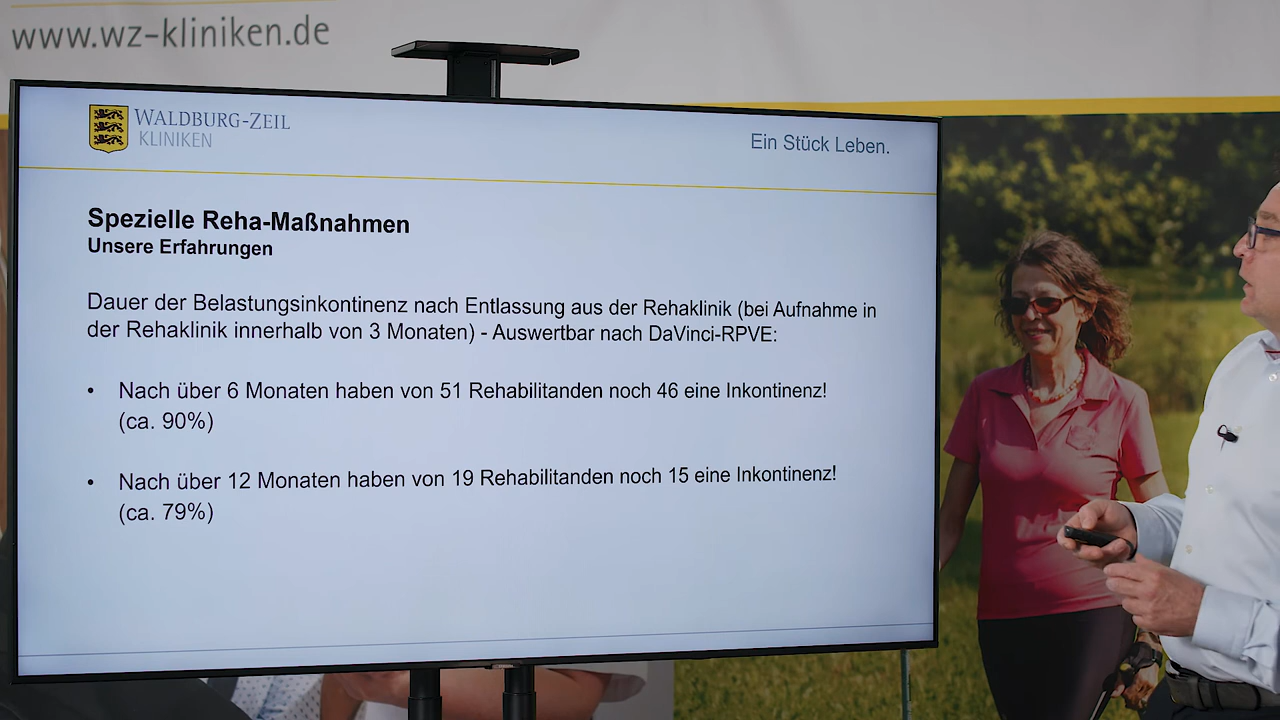 www.wz-kliniken.de
WALDBURG-ZEIL
KLINIKEN
Ein Stück Leben.
Spezielle Reha-Maßnahmen
Unsere Erfahrungen
Dauer der Belastungsinkontinenz nach Entlassung aus der Rehaklinik (bei Aufnahme in
der Rehaklinik innerhalb von 3 Monaten) - Auswertbar nach DaVinci-RPVE:
• Nach über 6 Monaten haben von 51 Rehabilitanden noch 46 eine Inkontinenz!
(ca. 90%)
• Nach über 12 Monaten haben von 19 Rehabilitanden noch 15 eine Inkontinenz!
(ca. 79%)